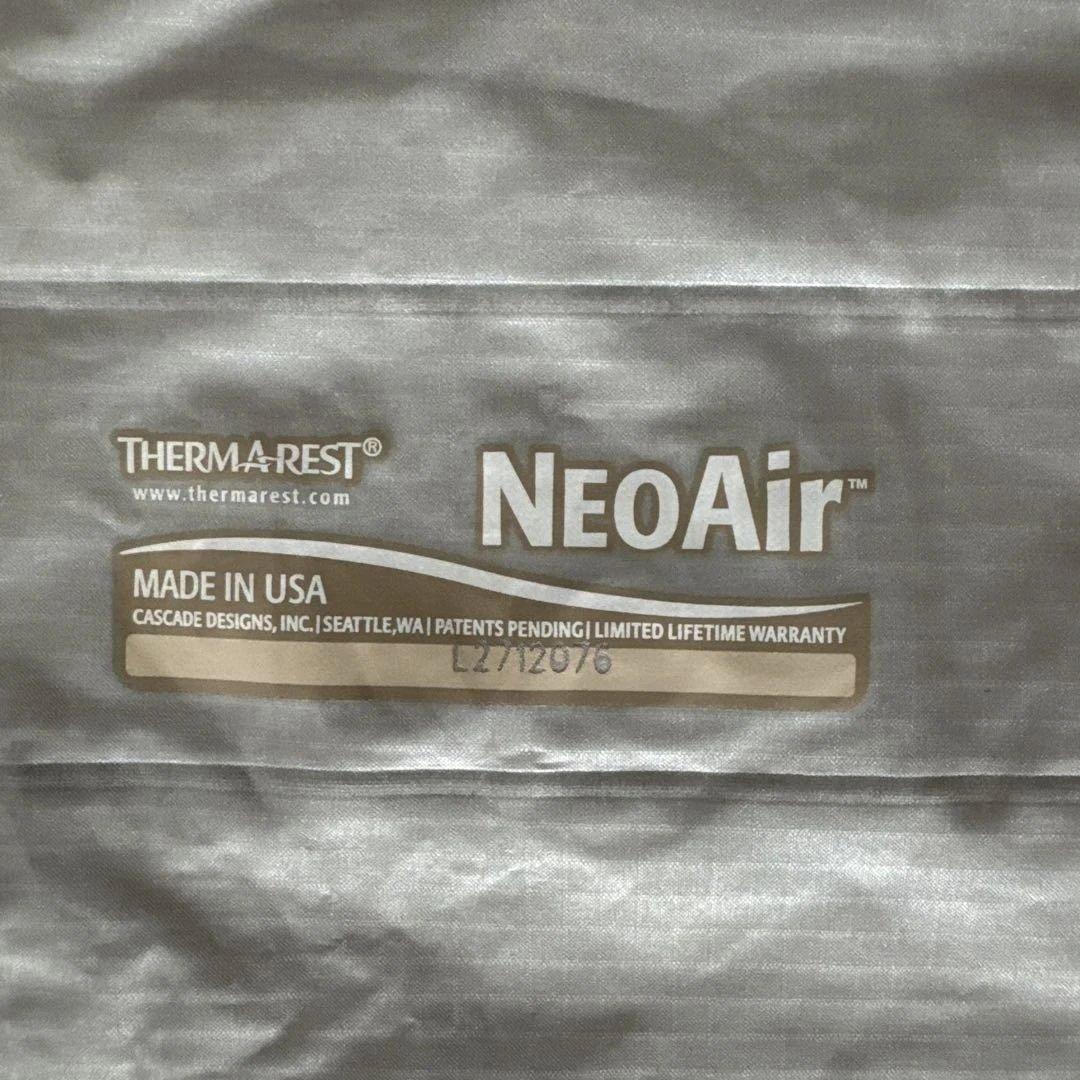 THERMAREST®
www.thermarest.com
NEOAir™
MADE IN USA
CASCADE DESIGNS, INC.|SEATTLE,WA| PATENTS PENDING| LIMITED LIFETIME WARRANTY
L2712076